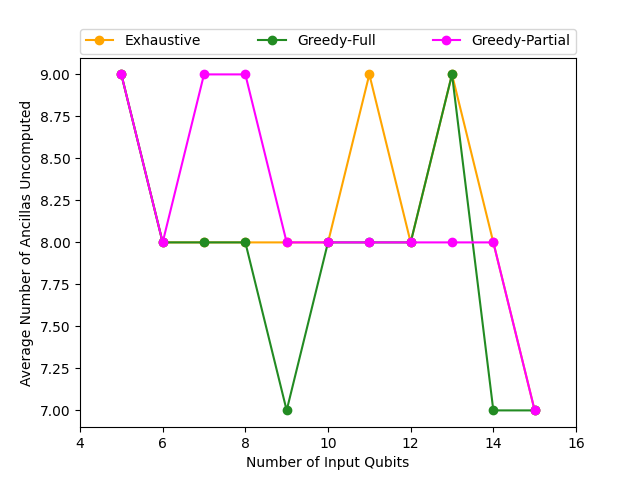 Exhaustive Greedy-Full Greedy-Partial
9.00
8.75
8.50
8.25
8.00
7.75
7.50
7.25
7.00
Average Number of Ancillas Uncomputed
4 6 8 10 12 14 16
Number of Input Qubits